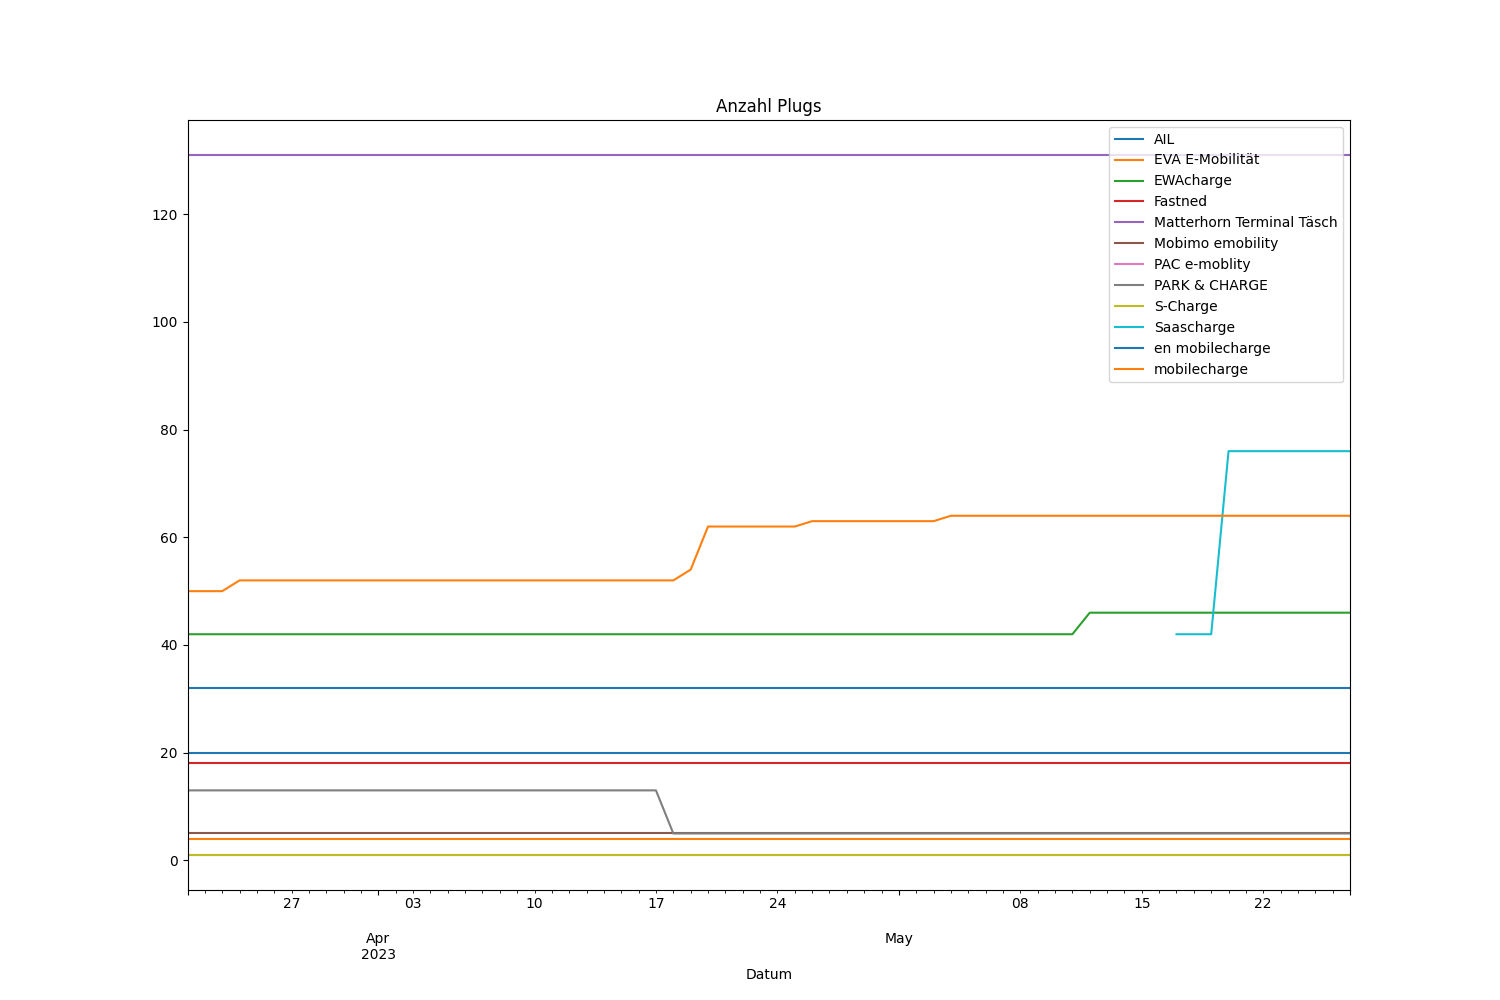 Anzahl Plugs
AIL
EVA E-Mobilität
EWAcharge
Fastned
Matterhorn Terminal Täsch
Mobimo emobility
PAC e-moblity
PARK & CHARGE
S-Charge
Saascharge
en mobilecharge
mobilecharge
120
100
80
60
40
20
0
27 03 10 17 24 08 15 22
Apr May
2023
Datum